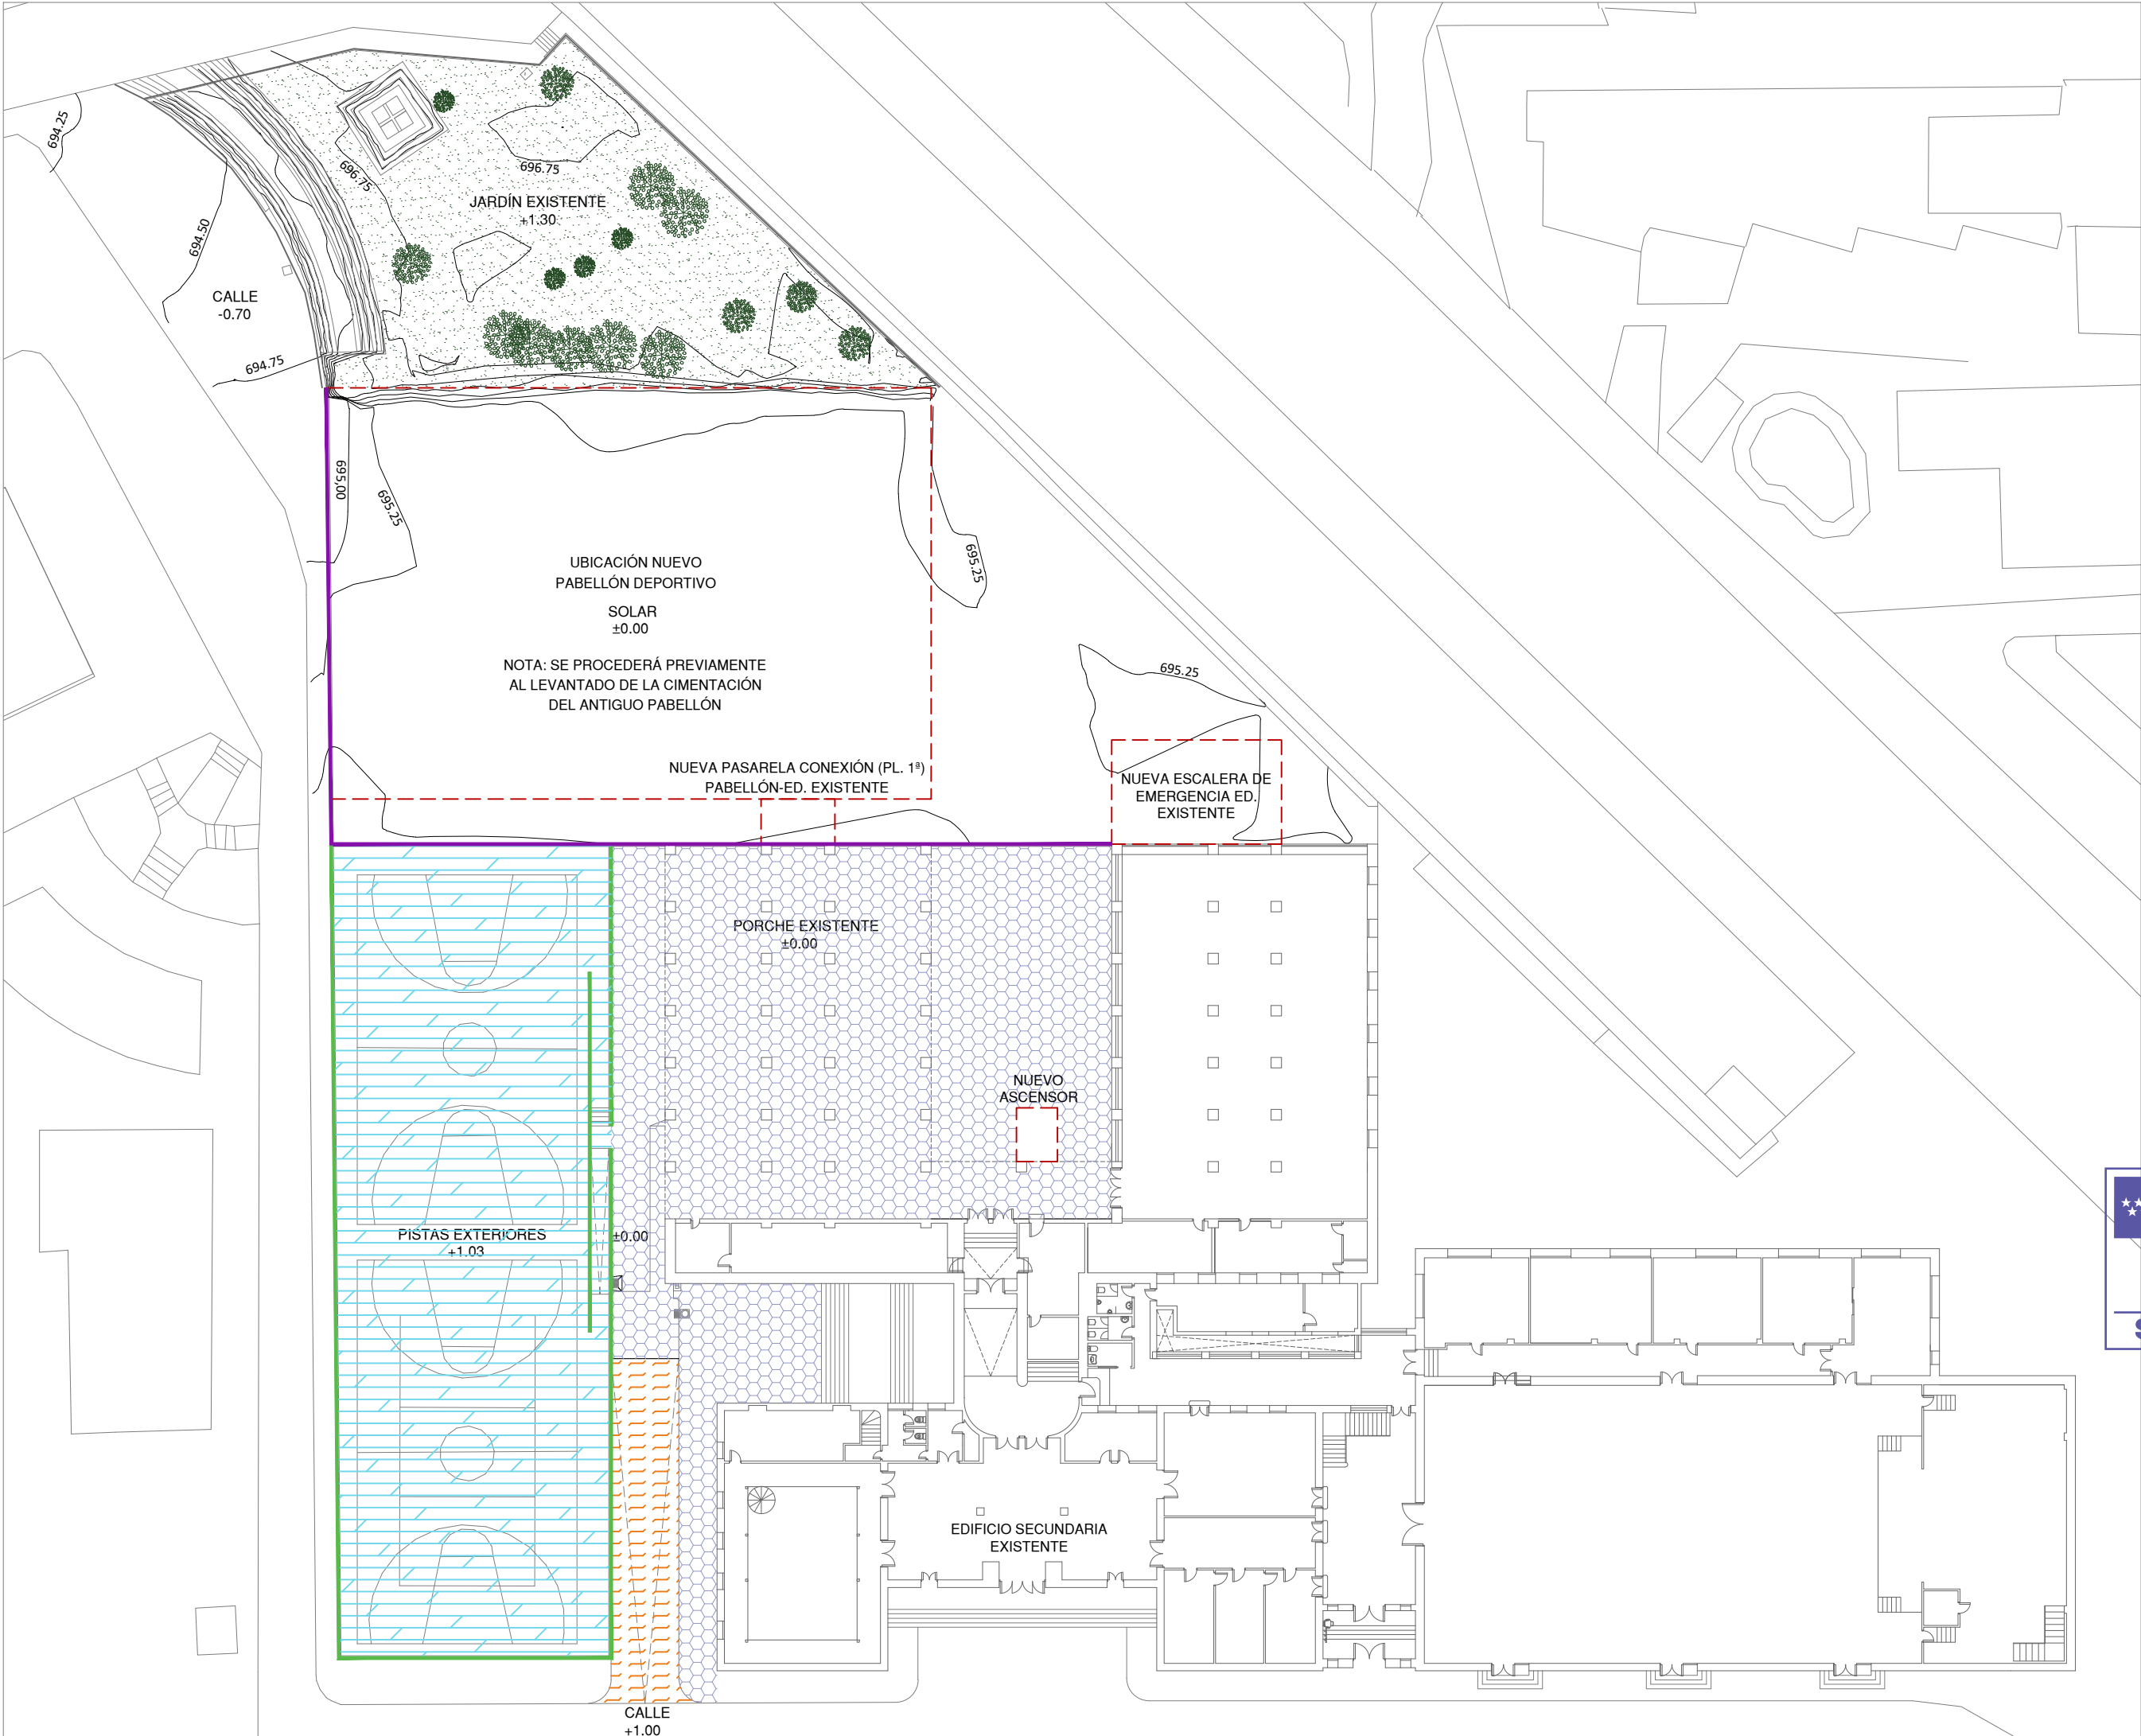 694.25
696.75
696.75
JARDÍN EXISTENTE
+1.30
694.50
CALLE
-0.70
694.75
695,00
695.25
695.25
UBICACIÓN NUEVO
PABELLÓN DEPORTIVO
SOLAR
±0.00
NOTA: SE PROCEDERÁ PREVIAMENTE
AL LEVANTADO DE LA CIMENTACIÓN
DEL ANTIGUO PABELLÓN
695.25
NUEVA PASARELA CONEXIÓN (PL. 1ª)
PABELLÓN-ED. EXISTENTE
NUEVA ESCALERA DE
EMERGENCIA ED.
EXISTENTE
PORCHE EXISTENTE
±0.00
NUEVO
ASCENSOR
PISTAS EXTERIORES
+1.03
±0.00
EDIFICIO SECUNDARIA
EXISTENTE
CALLE
+1.00